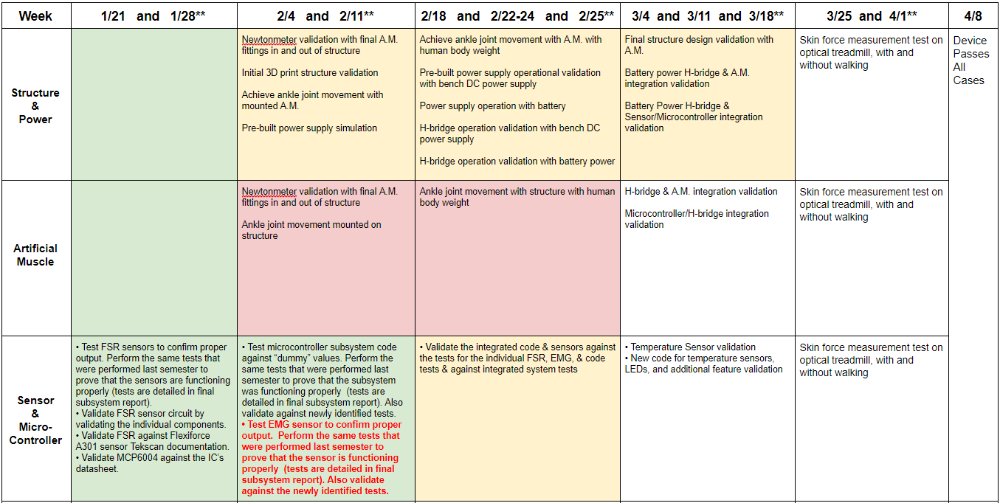 Week
1/21 and 1/28**
2/4 and 2/11**
2/18 and 2/22-24 and 2/25**
3/4 and 3/11 and 3/18**
3/25 and 4/1**
4/8
Structure
&
Power
Newtonmeter validation with final A.M.
fittings in and out of structure
Initial 3D print structure validation
Achieve ankle joint movement with
mounted A.M.
Pre-built power supply simulation
Achieve ankle joint movement with A.M. with
human body weight
Pre-built power supply operational validation
with bench DC power supply
Power supply operation with battery
H-bridge operation validation with bench DC
power supply
H-bridge operation validation with battery power
Final structure design validation with
A.M.
Battery power H-bridge & A.M.
integration validation
Battery Power H-bridge &
Sensor/Microcontroller integration
validation
Skin force measurement test on
optical treadmill, with and
without walking
Device
Passes
All
Cases
Artificial
Muscle
Newtonmeter validation with final A.M.
fittings in and out of structure
Ankle joint movement mounted on
structure
Ankle joint movement with structure with human
body weight
H-bridge & A.M. integration validation
Microcontroller/H-bridge integration
validation
Skin force measurement test on
optical treadmill, with and
without walking
Sensor
&
Micro-
Controller
• Test FSR sensors to confirm proper
output. Perform the same tests that
were performed last semester to
prove that the sensors are functioning
properly (tests are detailed in final
subsystem report).
• Validate FSR sensor circuit by
validating the individual components.
• Validate FSR against Flexiforce
A301 sensor Tekscan documentation.
• Validate MCP6004 against the IC's
datasheet.
• Test microcontroller subsystem code
against “dummy” values. Perform the
same tests that were performed last
semester to prove that the subsystem
was functioning properly (tests are
detailed in final subsystem report). Also
validate against newly identified tests.
• Test EMG sensor to confirm proper
output. Perform the same tests that
were performed last semester to
prove that the sensor is functioning
properly (tests are detailed in final
subsystem report). Also validate
against the newly identified tests.
• Validate the integrated code & sensors against
the tests for the individual FSR, EMG, & code
tests & against integrated system tests
• Temperature Sensor validation
• New code for temperature sensors,
LEDs, and additional feature validation
Skin force measurement test on
optical treadmill, with and
without walking